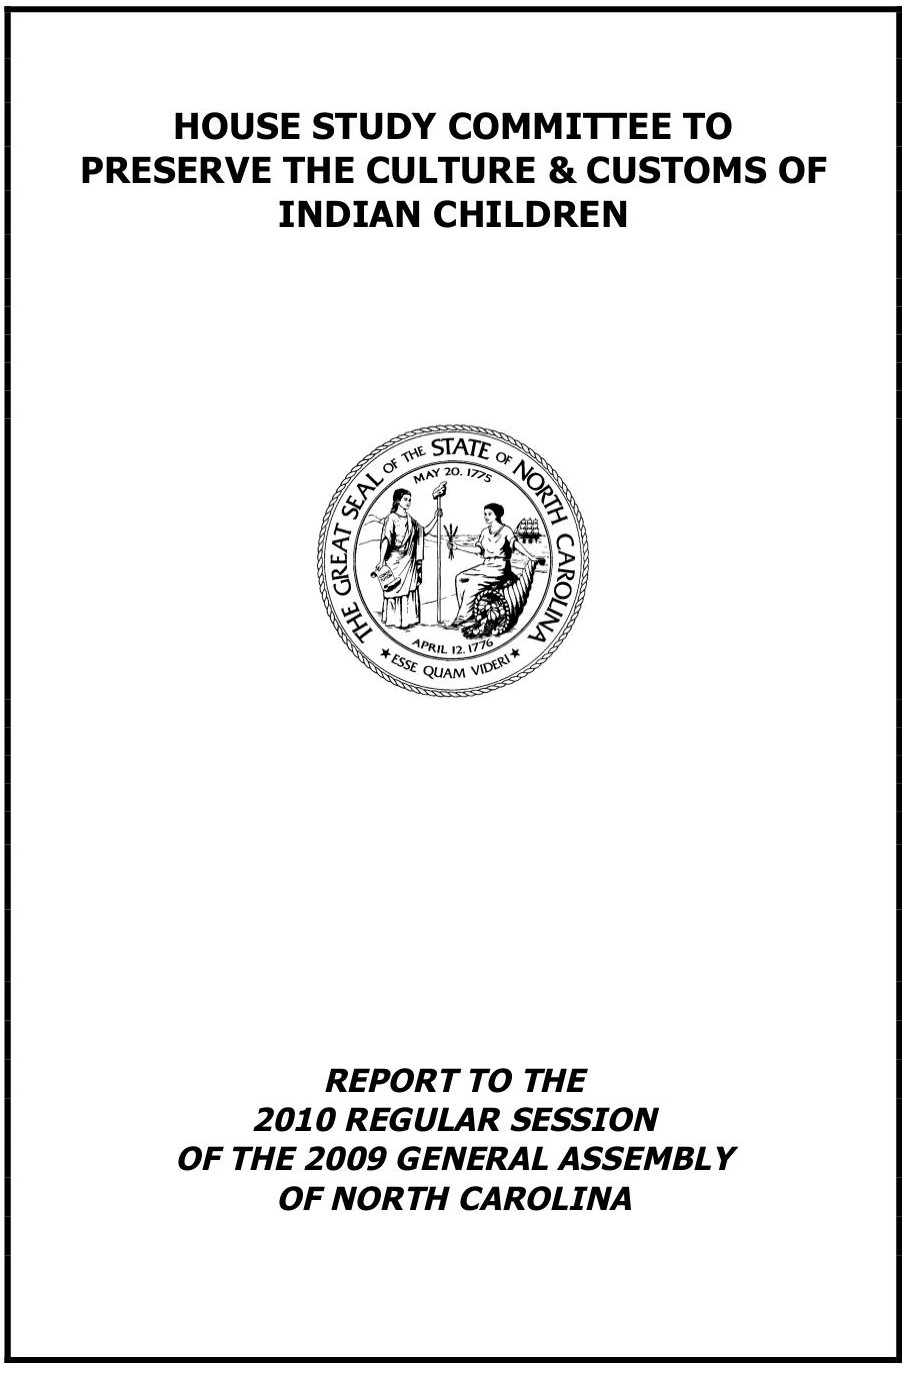 HOUSE STUDY COMMITTEE TO
PRESERVE THE CULTURE & CUSTOMS OF
INDIAN CHILDREN
THE GREAT SEAL OF THE STATE OF NORTH CAROLINA
MAY 20. 1775
APRIL 12. 1776
★ ESSE QUAM VIDERI ★
REPORT TO THE
2010 REGULAR SESSION
OF THE 2009 GENERAL ASSEMBLY
OF NORTH CAROLINA